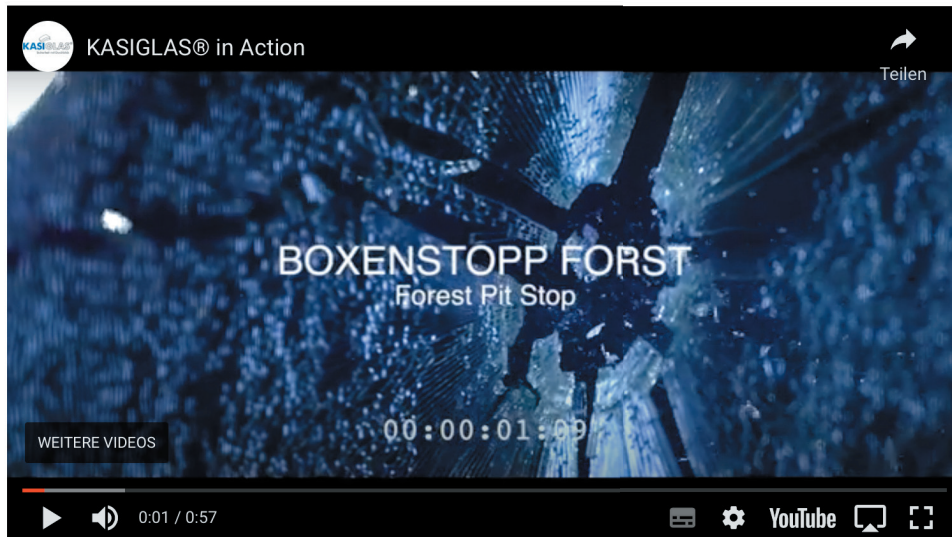 KASIGLAS
KASIGLAS® in Action
Teilen
BOXENSTOPP FORST
Forest Pit Stop
00:00:01:09
WEITERE VIDEOS
0:01 / 0:57
YouTube